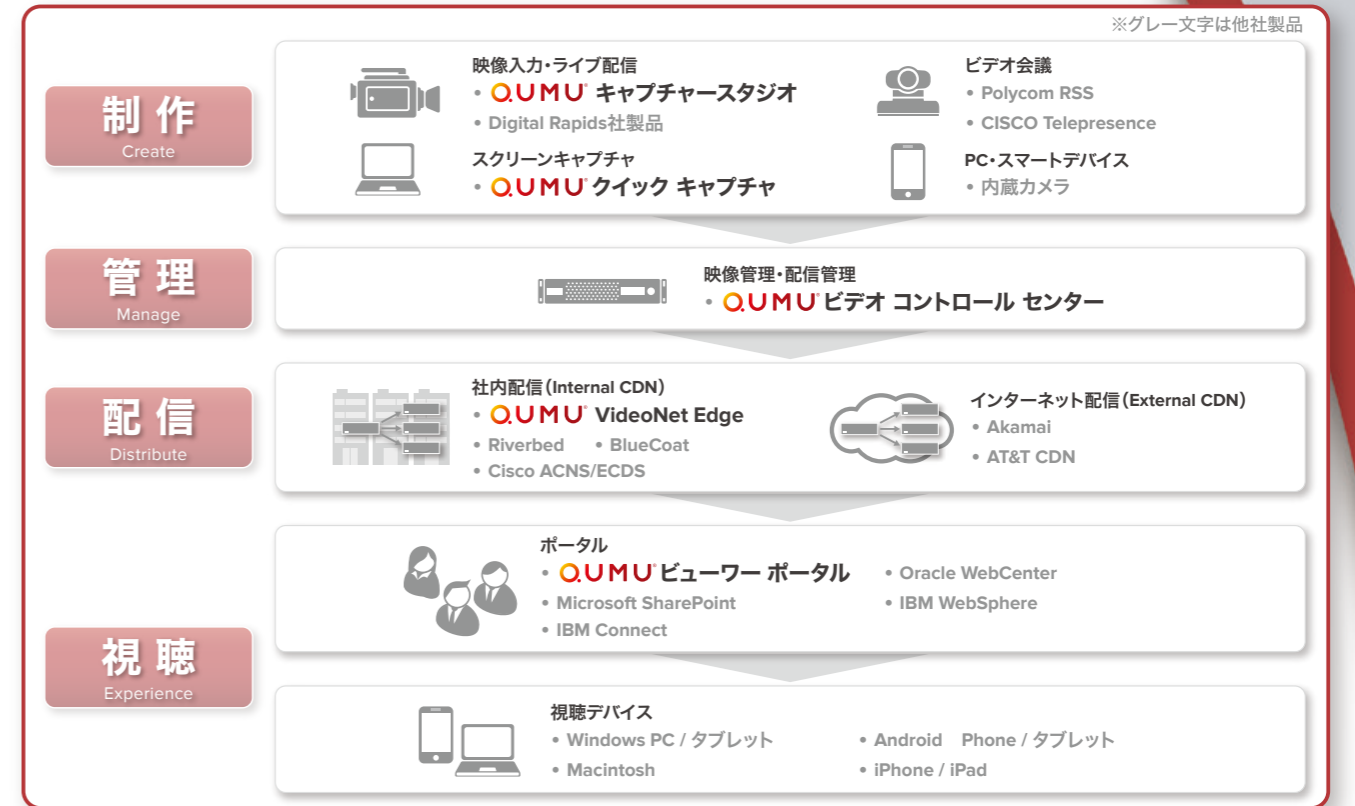 ※グレー文字は他社製品
制 作
Create
映像入力・ライブ配信
• QUMU キャプチャースタジオ
• Digital Rapids社製品
スクリーンキャプチャ
• QUMU クイック キャプチャ
ビデオ会議
• Polycom RSS
• CISCO Telepresence
PC・スマートデバイス
• 内蔵カメラ
管 理
Manage
映像管理・配信管理
• QUMU ビデオ コントロール センター
配 信
Distribute
社内配信（Internal CDN）
• QUMU VideoNet Edge
• Riverbed • BlueCoat
• Cisco ACNS/ECDS
インターネット配信（External CDN）
• Akamai
• AT&T CDN
視 聴
Experience
ポータル
• QUMU ビューワー ポータル
• Microsoft SharePoint
• IBM Connect
• Oracle WebCenter
• IBM WebSphere
視聴デバイス
• Windows PC / タブレット
• Macintosh
• Android　Phone / タブレット
• iPhone / iPad